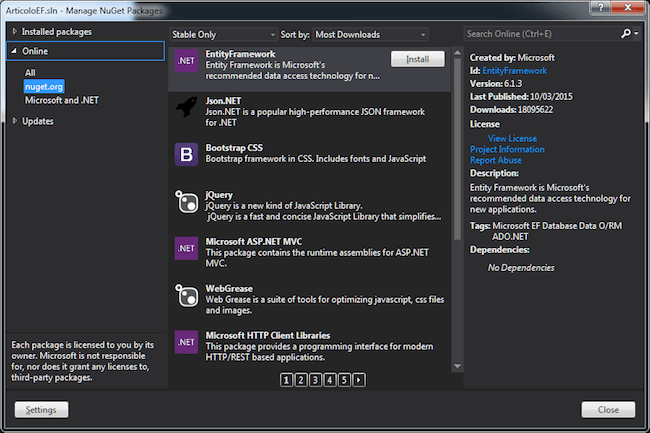 ArticoloEF.sln - Manage NuGet Packages
Installed packages
Online
All
nuget.org
Microsoft and .NET
Updates
Each package is licensed to you by its
owner. Microsoft is not responsible
for, nor does it grant any licenses to,
third-party packages.
Settings
Stable Only
Sort by: Most Downloads
.NET
EntityFramework
Entity Framework is Microsoft's
recommended data access technology for n...
Install
Json.NET
Json.NET is a popular high-performance JSON framework
for .NET
B
Bootstrap CSS
Bootstrap framework in CSS. Includes fonts and JavaScript
jQuery
jQuery is a new kind of JavaScript Library.
jQuery is a fast and concise JavaScript Library that simplifies...
.NET
Microsoft ASP.NET MVC
This package contains the runtime assemblies for ASP.NET
MVC.
WebGrease
Web Grease is a suite of tools for optimizing javascript, css files
and images.
.NET
Microsoft HTTP Client Libraries
This package provides a programming interface for modern
HTTP/REST based applications.
1 2 3 4 5
Search Online (Ctrl+E)
Created by: Microsoft
Id: EntityFramework
Version: 6.1.3
Last Published: 10/03/2015
Downloads: 18095622
License
View License
Project Information
Report Abuse
Description:
Entity Framework is Microsoft's
recommended data access technology for
new applications.
Tags: Microsoft EF Database Data O/RM
ADO.NET
Dependencies:
No Dependencies
Close